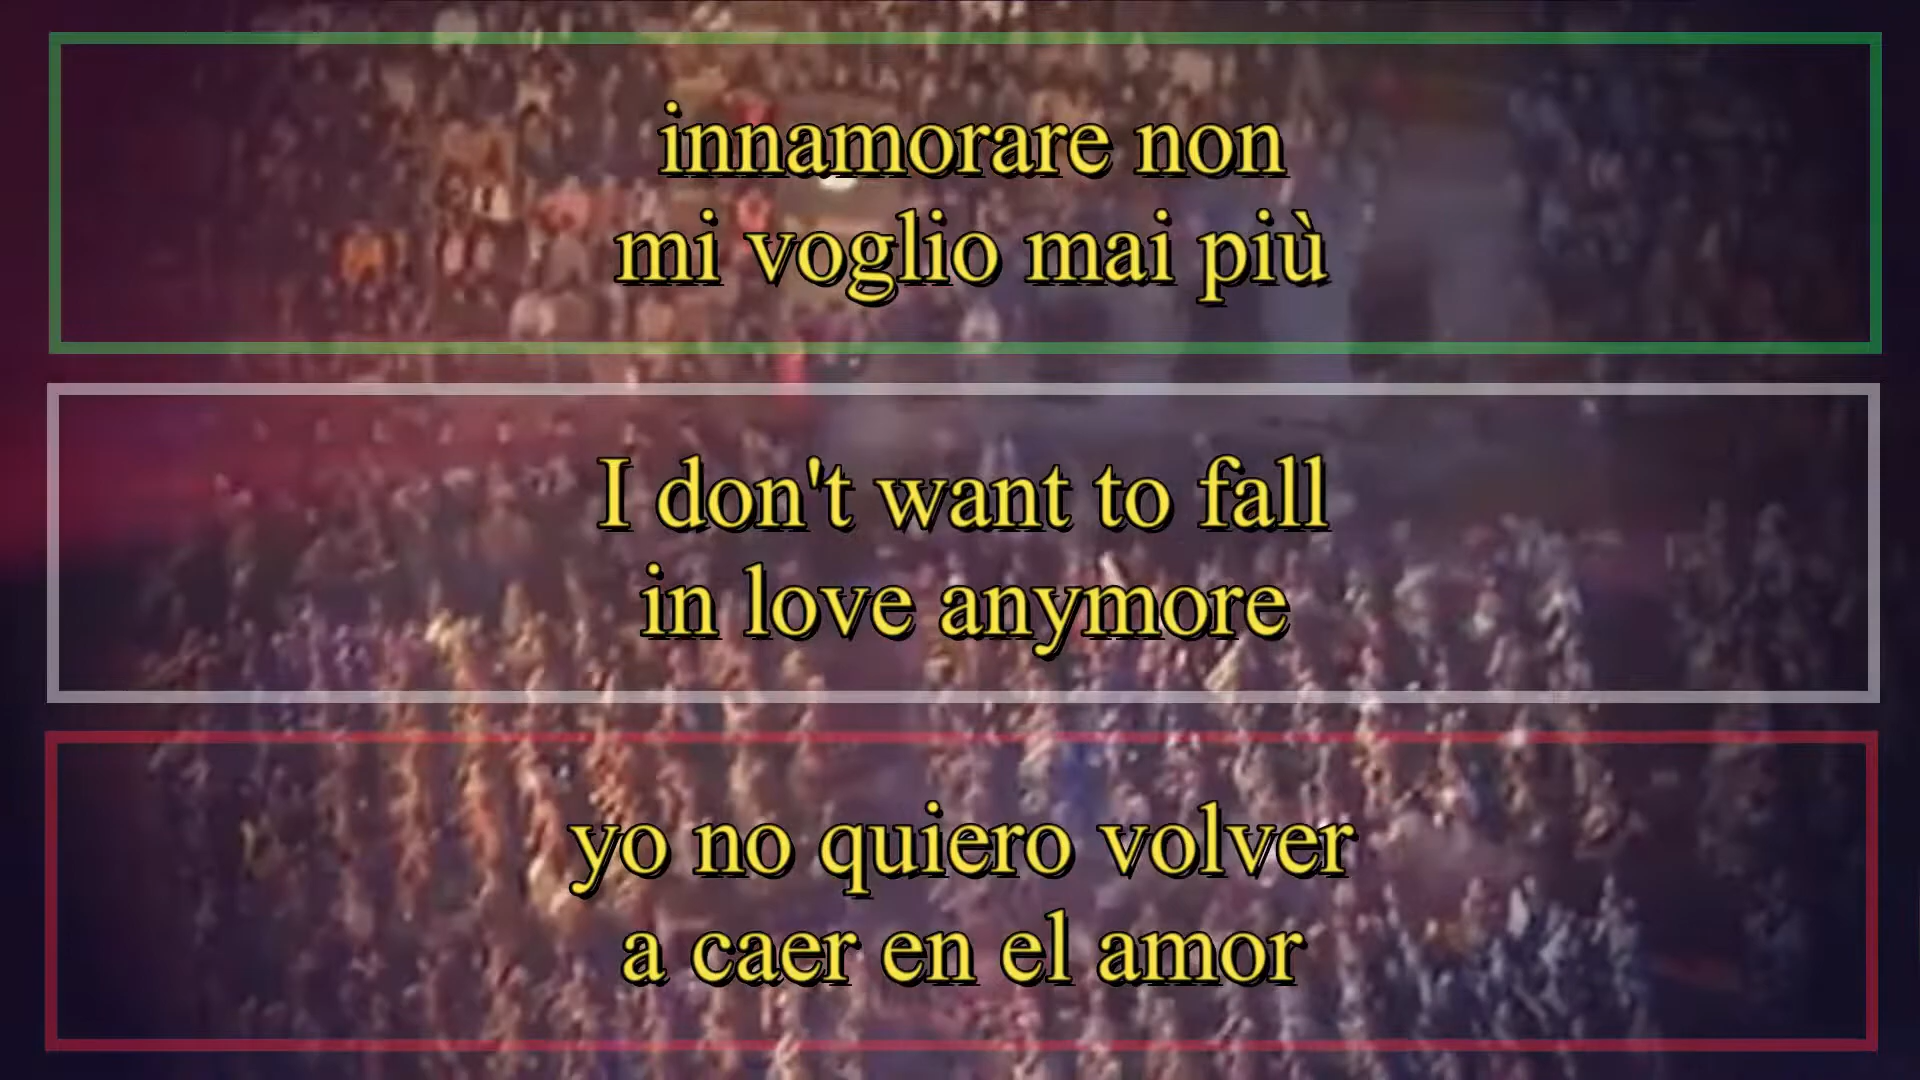 innamorare non
mi voglio mai più
I don't want to fall
in love anymore
yo no quiero volver
a caer en el amor